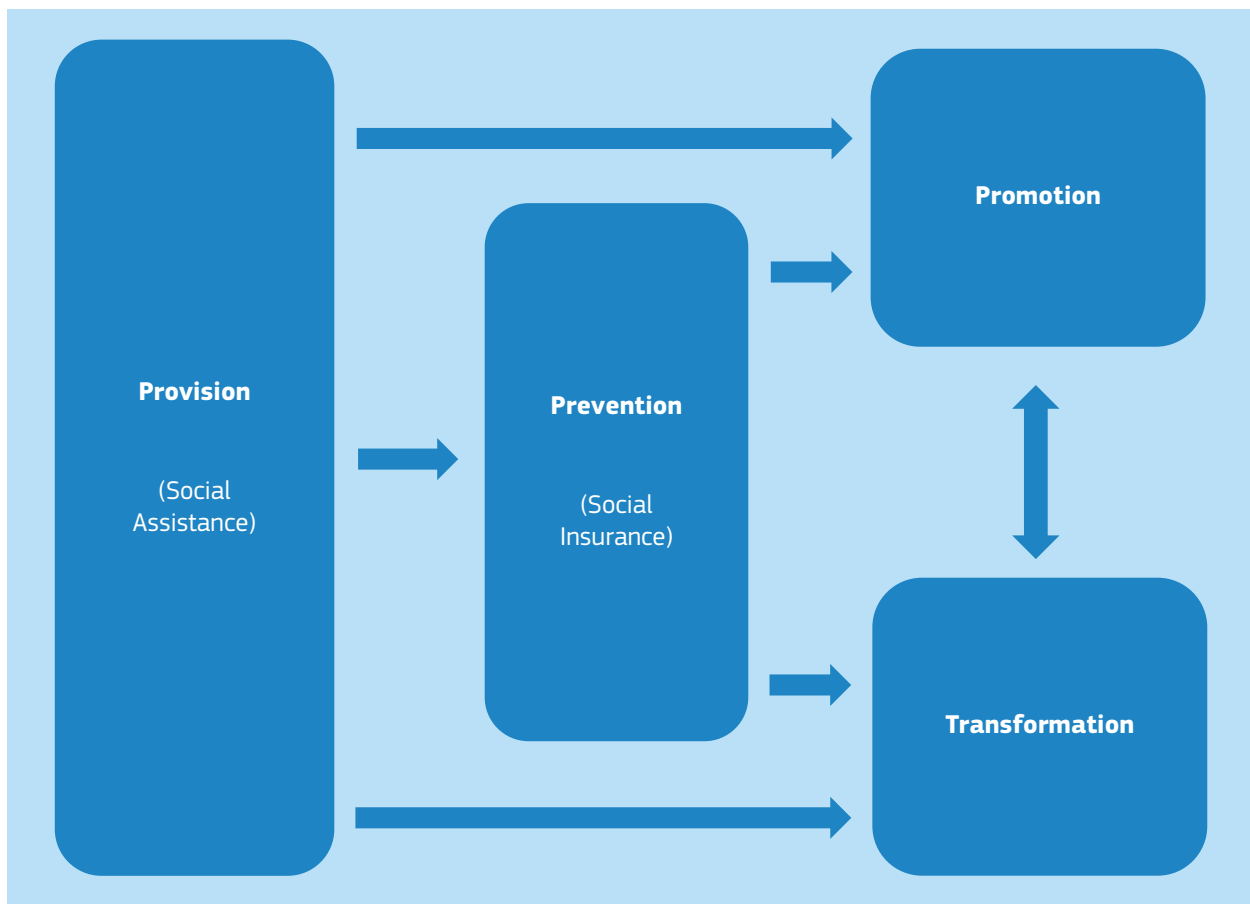 Promotion
Provision
(Social
Assistance)
Prevention
(Social
Insurance)
Transformation